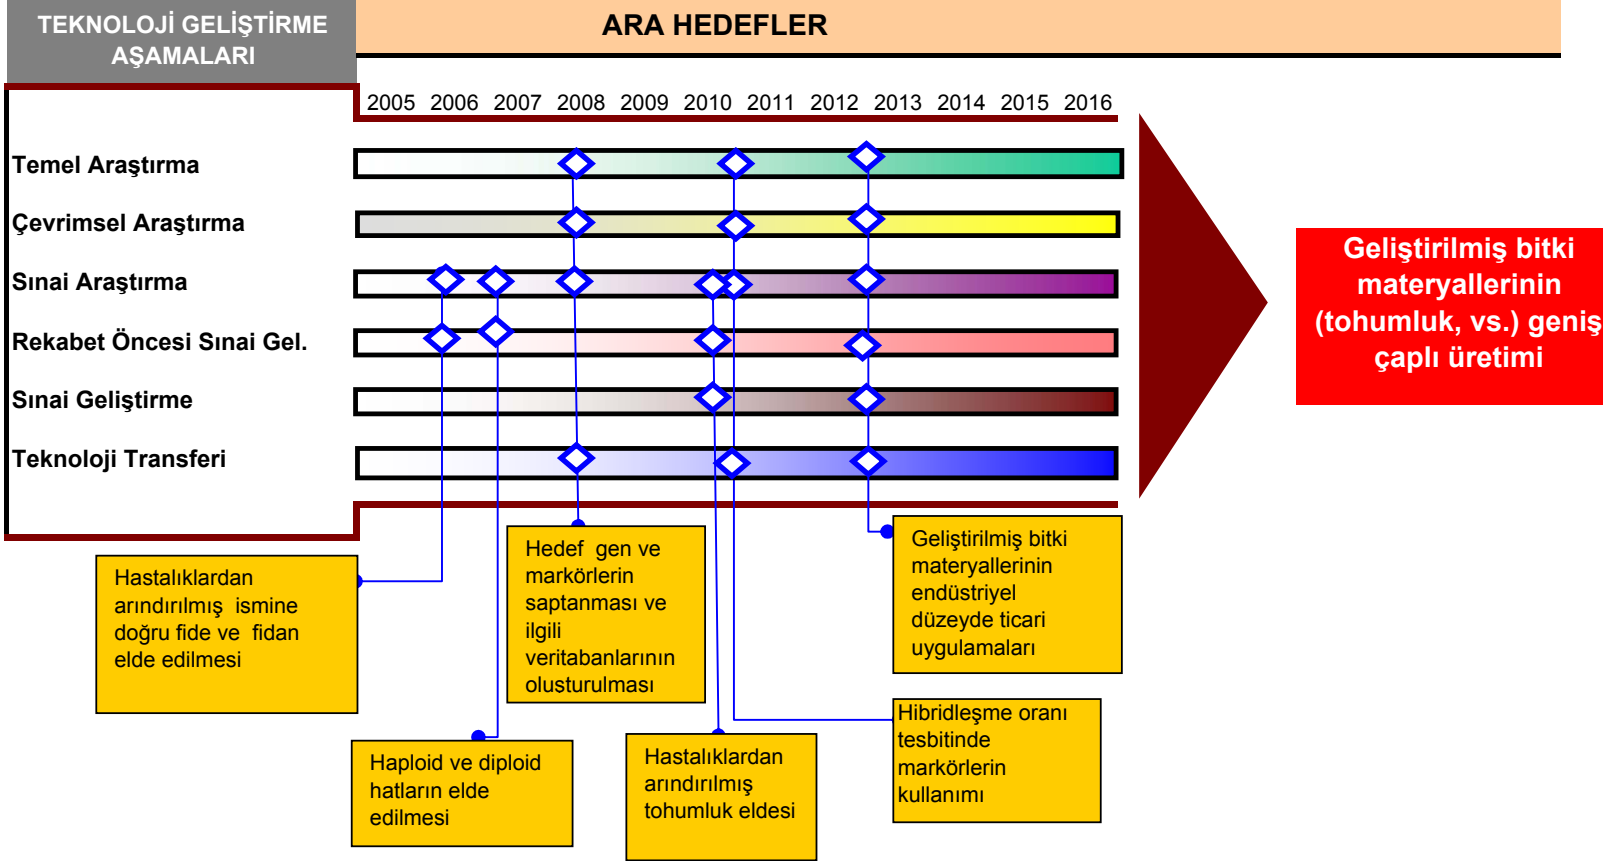 TEKNOLOJİ GELİŞTİRME
AŞAMALARI
ARA HEDEFLER
2005 2006 2007 2008 2009 2010 2011 2012 2013 2014 2015 2016
Temel Araştırma
Çevrimsel Araştırma
Sınai Araştırma
Rekabet Öncesi Sınai Gel.
Sınai Geliştirme
Teknoloji Transferi
Geliştirilmiş bitki
materyallerinin
(tohumluk, vs.) geniş
çaplı üretimi
Hastalıklardan
arındırılmış ismine
doğru fide ve fidan
elde edilmesi
Haploid ve diploid
hatların elde
edilmesi
Hedef gen ve
markörlerin
saptanması ve
ilgili
veritabanlarının
olusturulması
Hastalıklardan
arındırılmış
tohumluk eldesi
Geliştirilmiş bitki
materyallerinin
endüstriyel
düzeyde ticari
uygulamaları
Hibridleşme oranı
tesbitinde
markörlerin
kullanımı